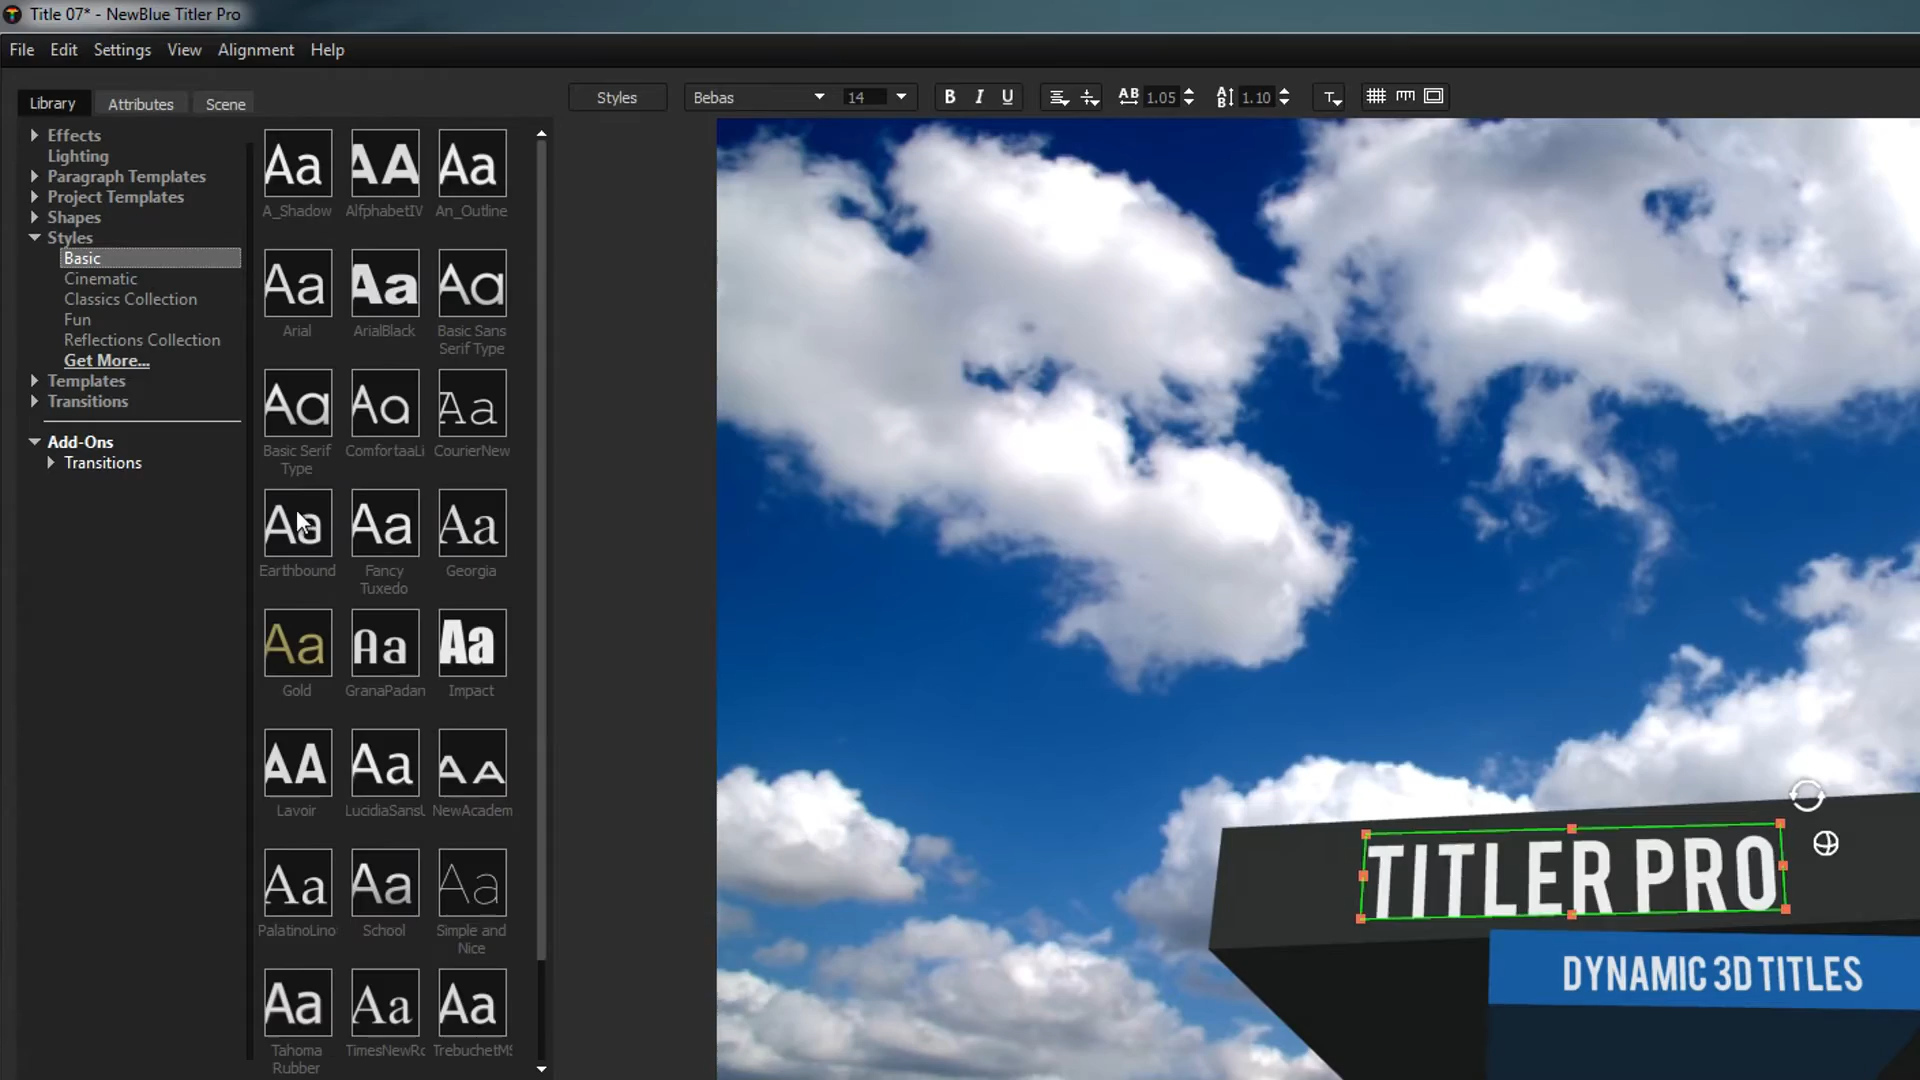 Title 07* - NewBlue Titler Pro
File Edit Settings View Alignment Help
Library Attributes Scene
Styles Bebas 14 B I U AB 1.05 AB 1.10 T
Effects
Lighting
Paragraph Templates
Project Templates
Shapes
Styles
Basic
Cinematic
Classics Collection
Fun
Reflections Collection
Get More...
Templates
Transitions
Add-Ons
Transitions
Aa AA Aa
A_Shadow AlfphabetIV An_Outline
Aa Aa Aa
Arial ArialBlack Basic Sans
Serif Type
Aa Aa Aa
Basic Serif ComfortaaLi CourierNew
Type
Aa Aa Aa
Earthbound Fancy Georgia
Tuxedo
Aa Aa Aa
Gold GranaPadan Impact
AA Aa AA
Lavoir LucidiaSansU NewAcadem
Aa Aa Aa
PalatinoLino School Simple and
Nice
Aa Aa Aa
Tahoma TimesNewRo TrebuchetMS
Rubber
TITLER PRO
DYNAMIC 3D TITLES